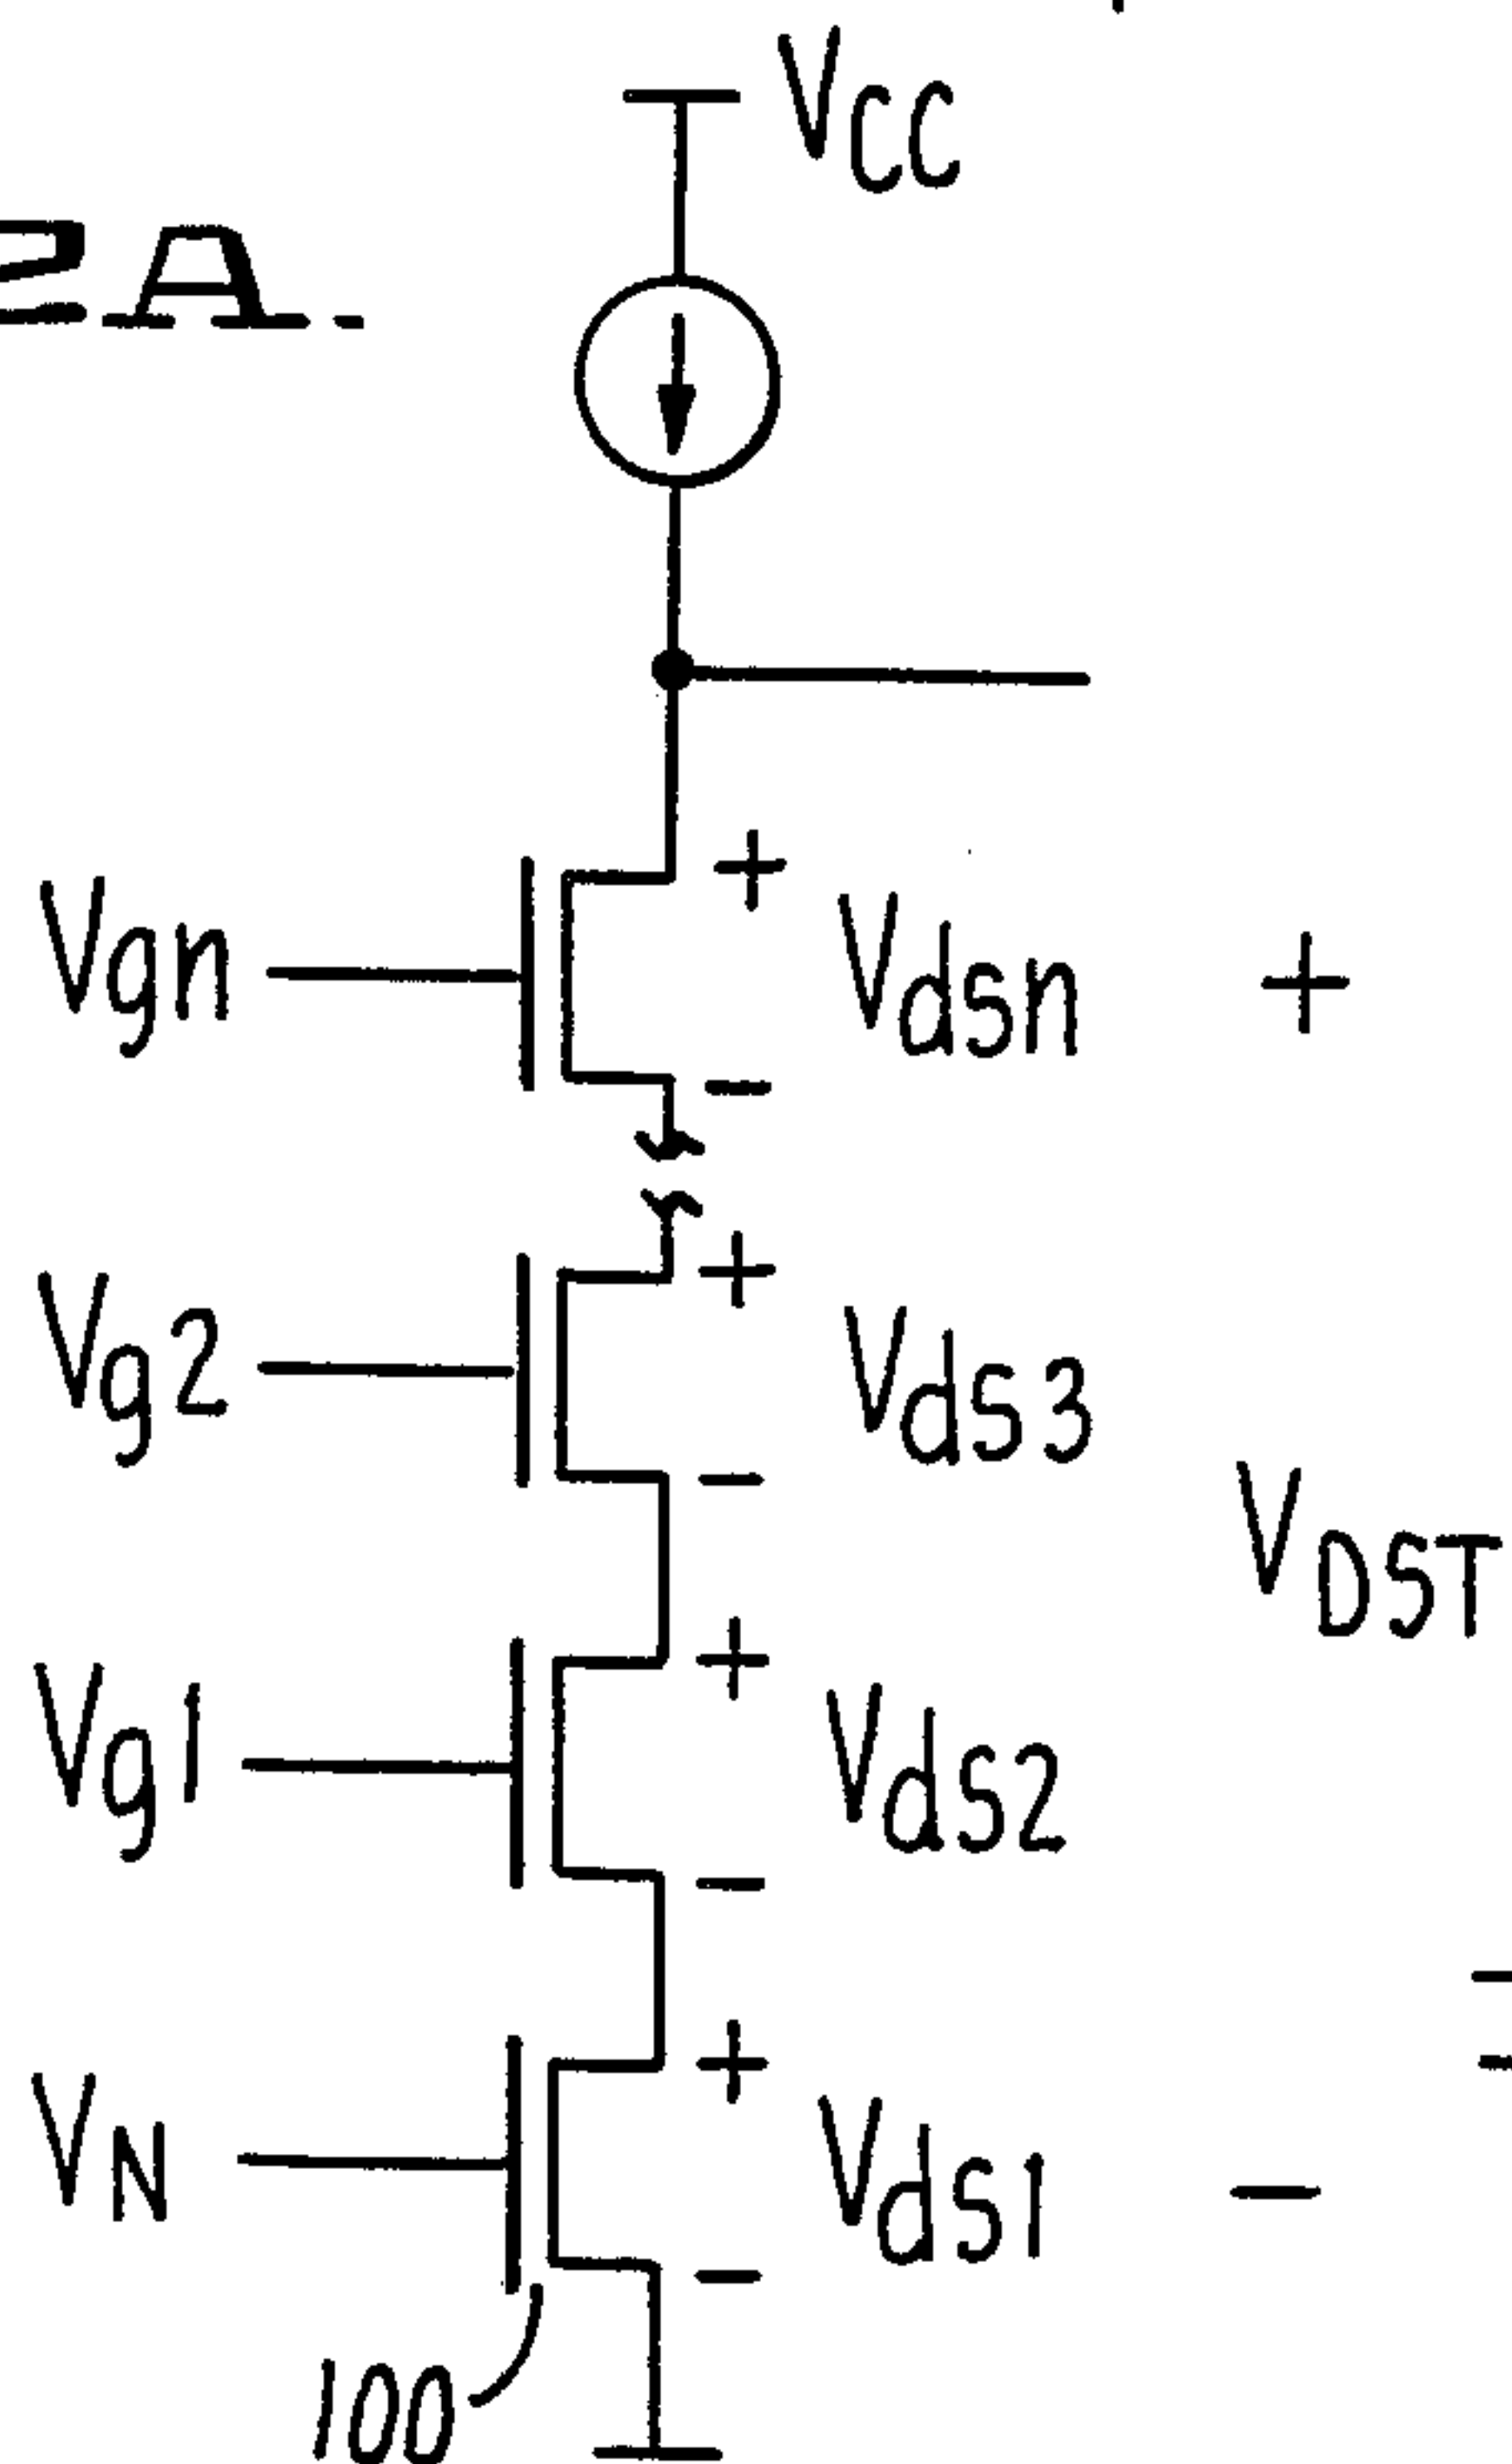 VCC
2A.
+
Vgn
Vdsn
+
-
+
Vg2
Vds3
-
VDST
+
Vg1
Vds2
-
+
VN
Vds1
-
-
100